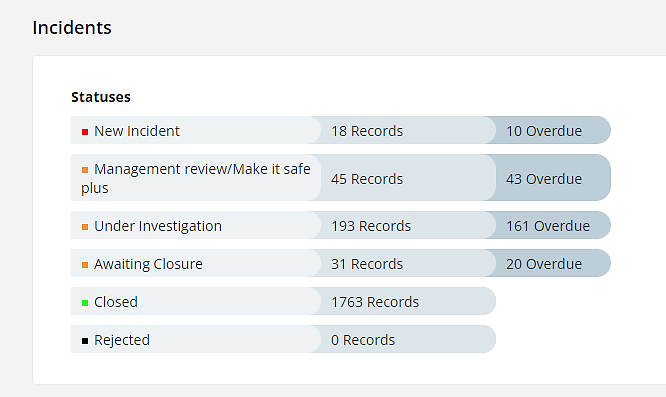 Incidents
Statuses
New Incident 18 Records 10 Overdue
Management review/Make it safe
plus 45 Records 43 Overdue
Under Investigation 193 Records 161 Overdue
Awaiting Closure 31 Records 20 Overdue
Closed 1763 Records
Rejected 0 Records